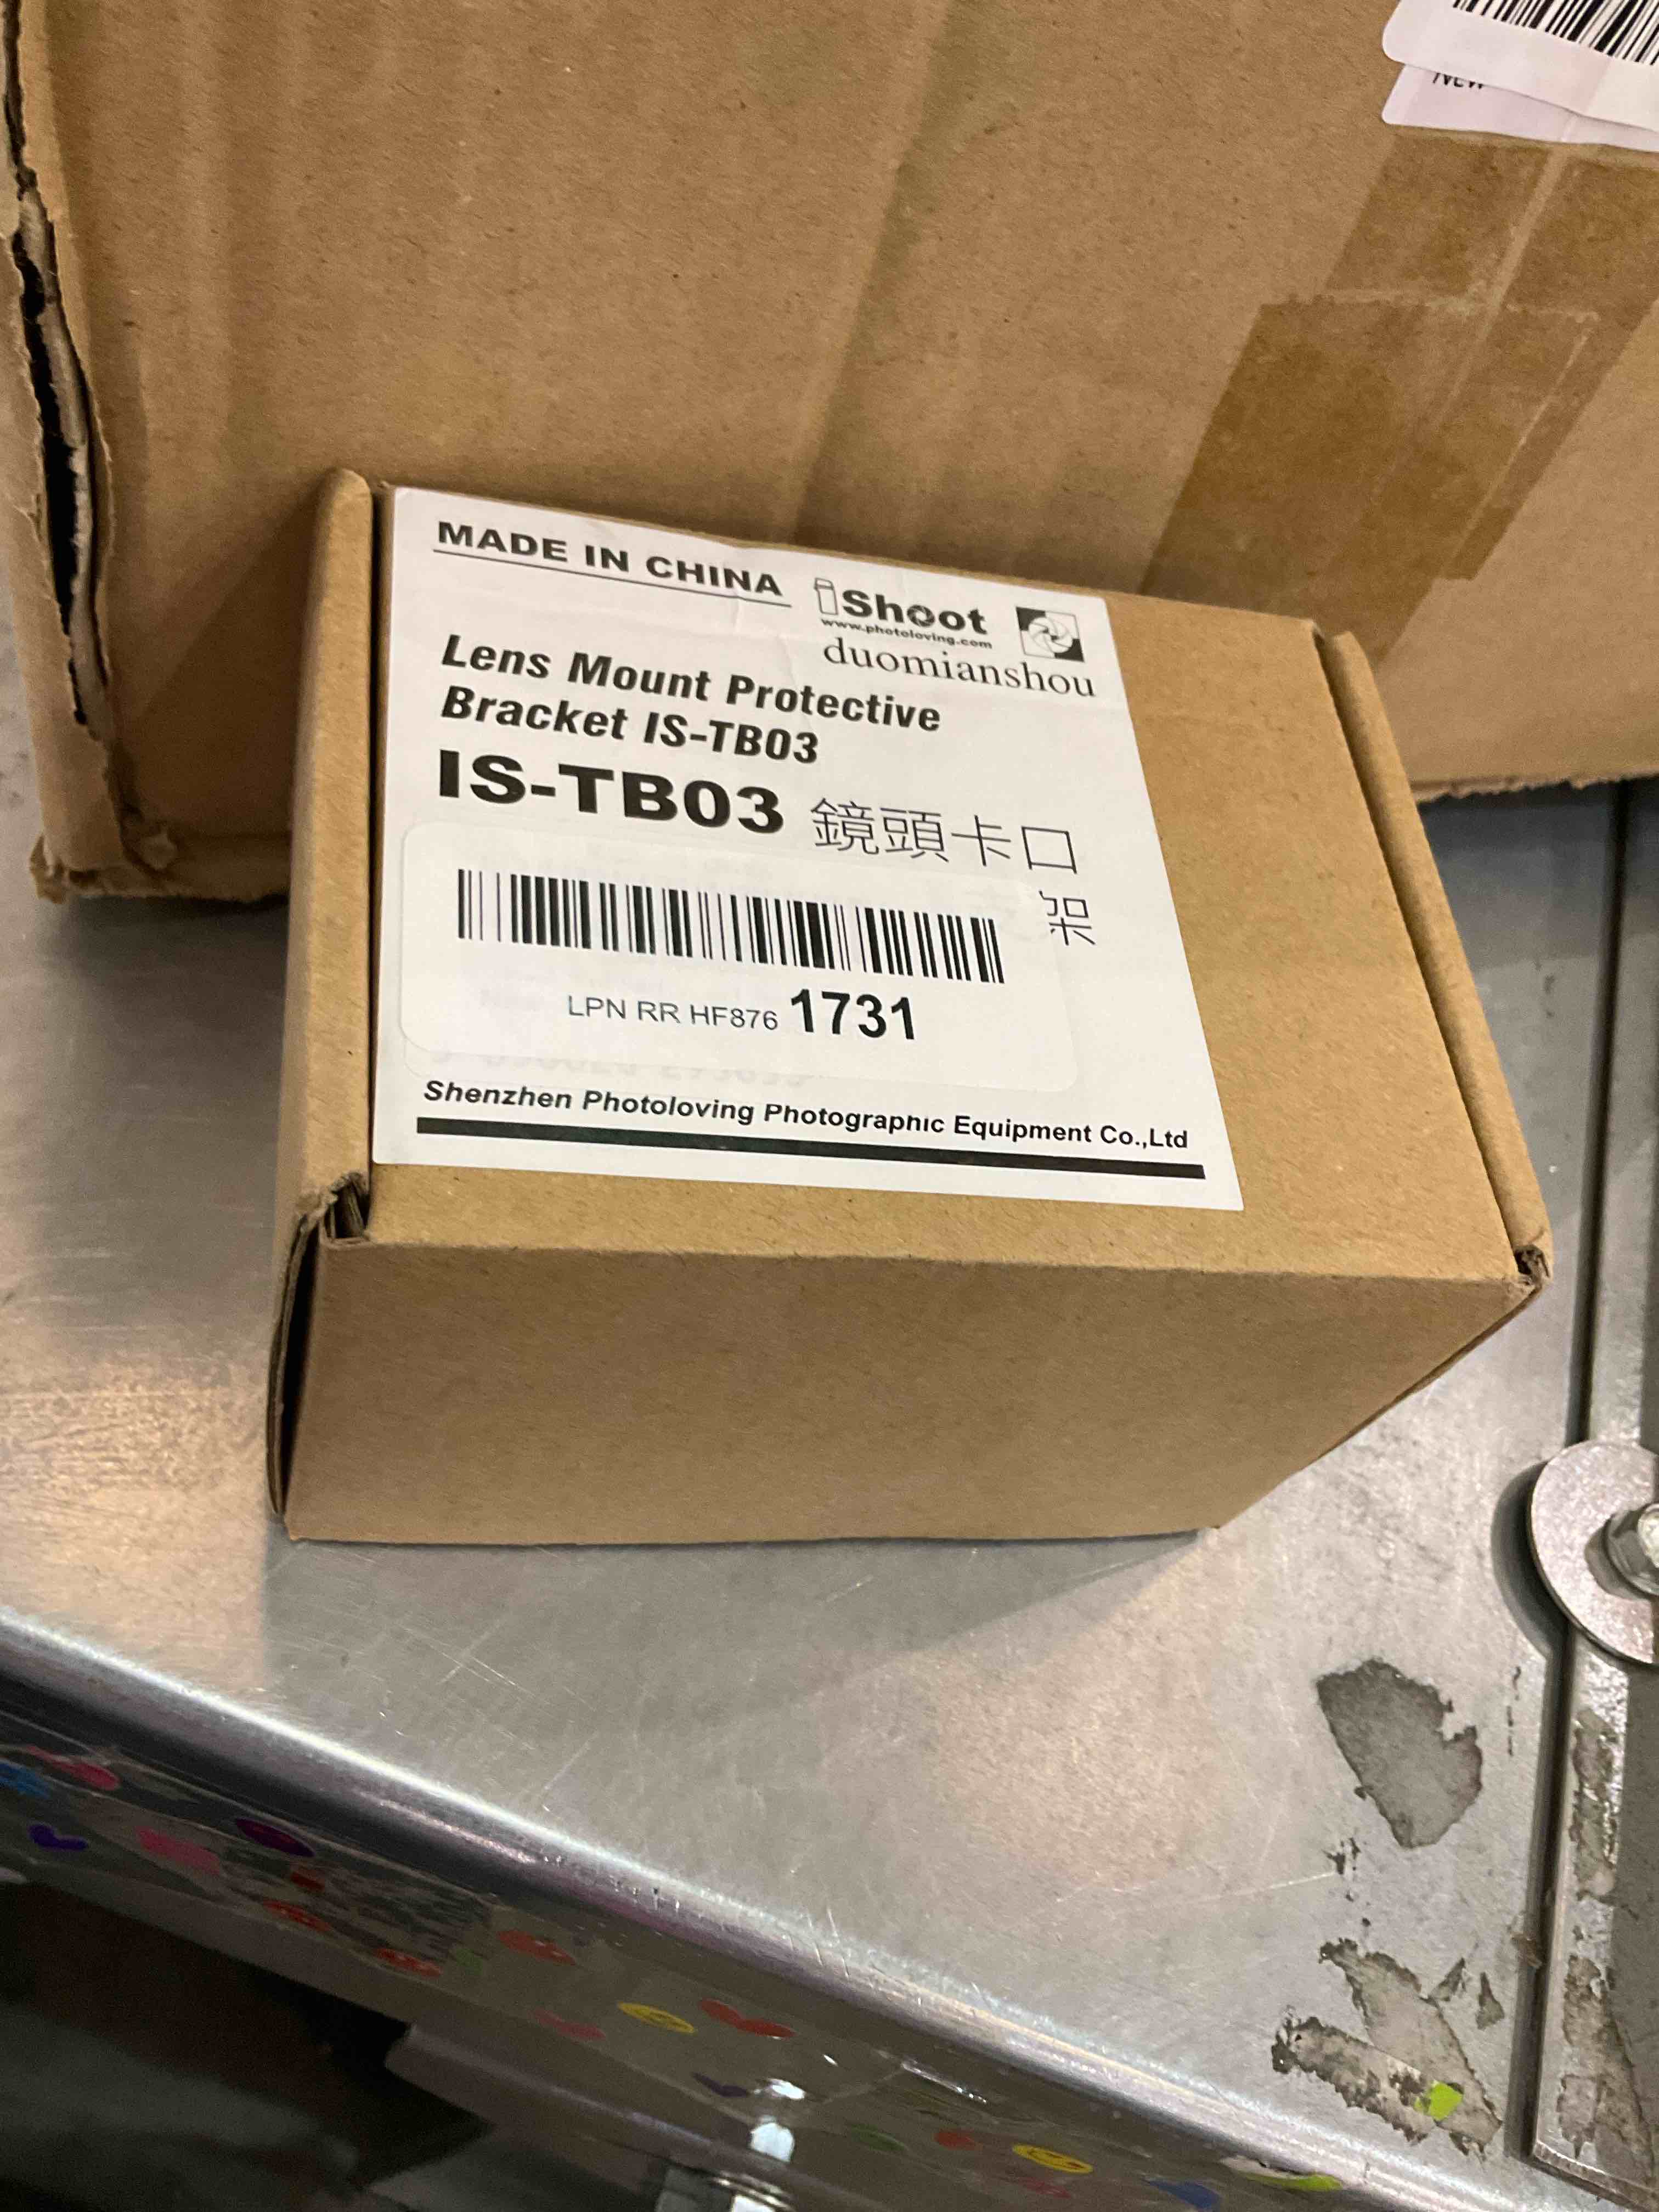 MADE IN CHINA
iShoot
www.photoloving.com
duomianshou
Lens Mount Protective
Bracket IS-TB03
IS-TB03 鏡頭卡口
架
LPN RR HF876 1731
Shenzhen Photoloving Photographic Equipment Co.,Ltd